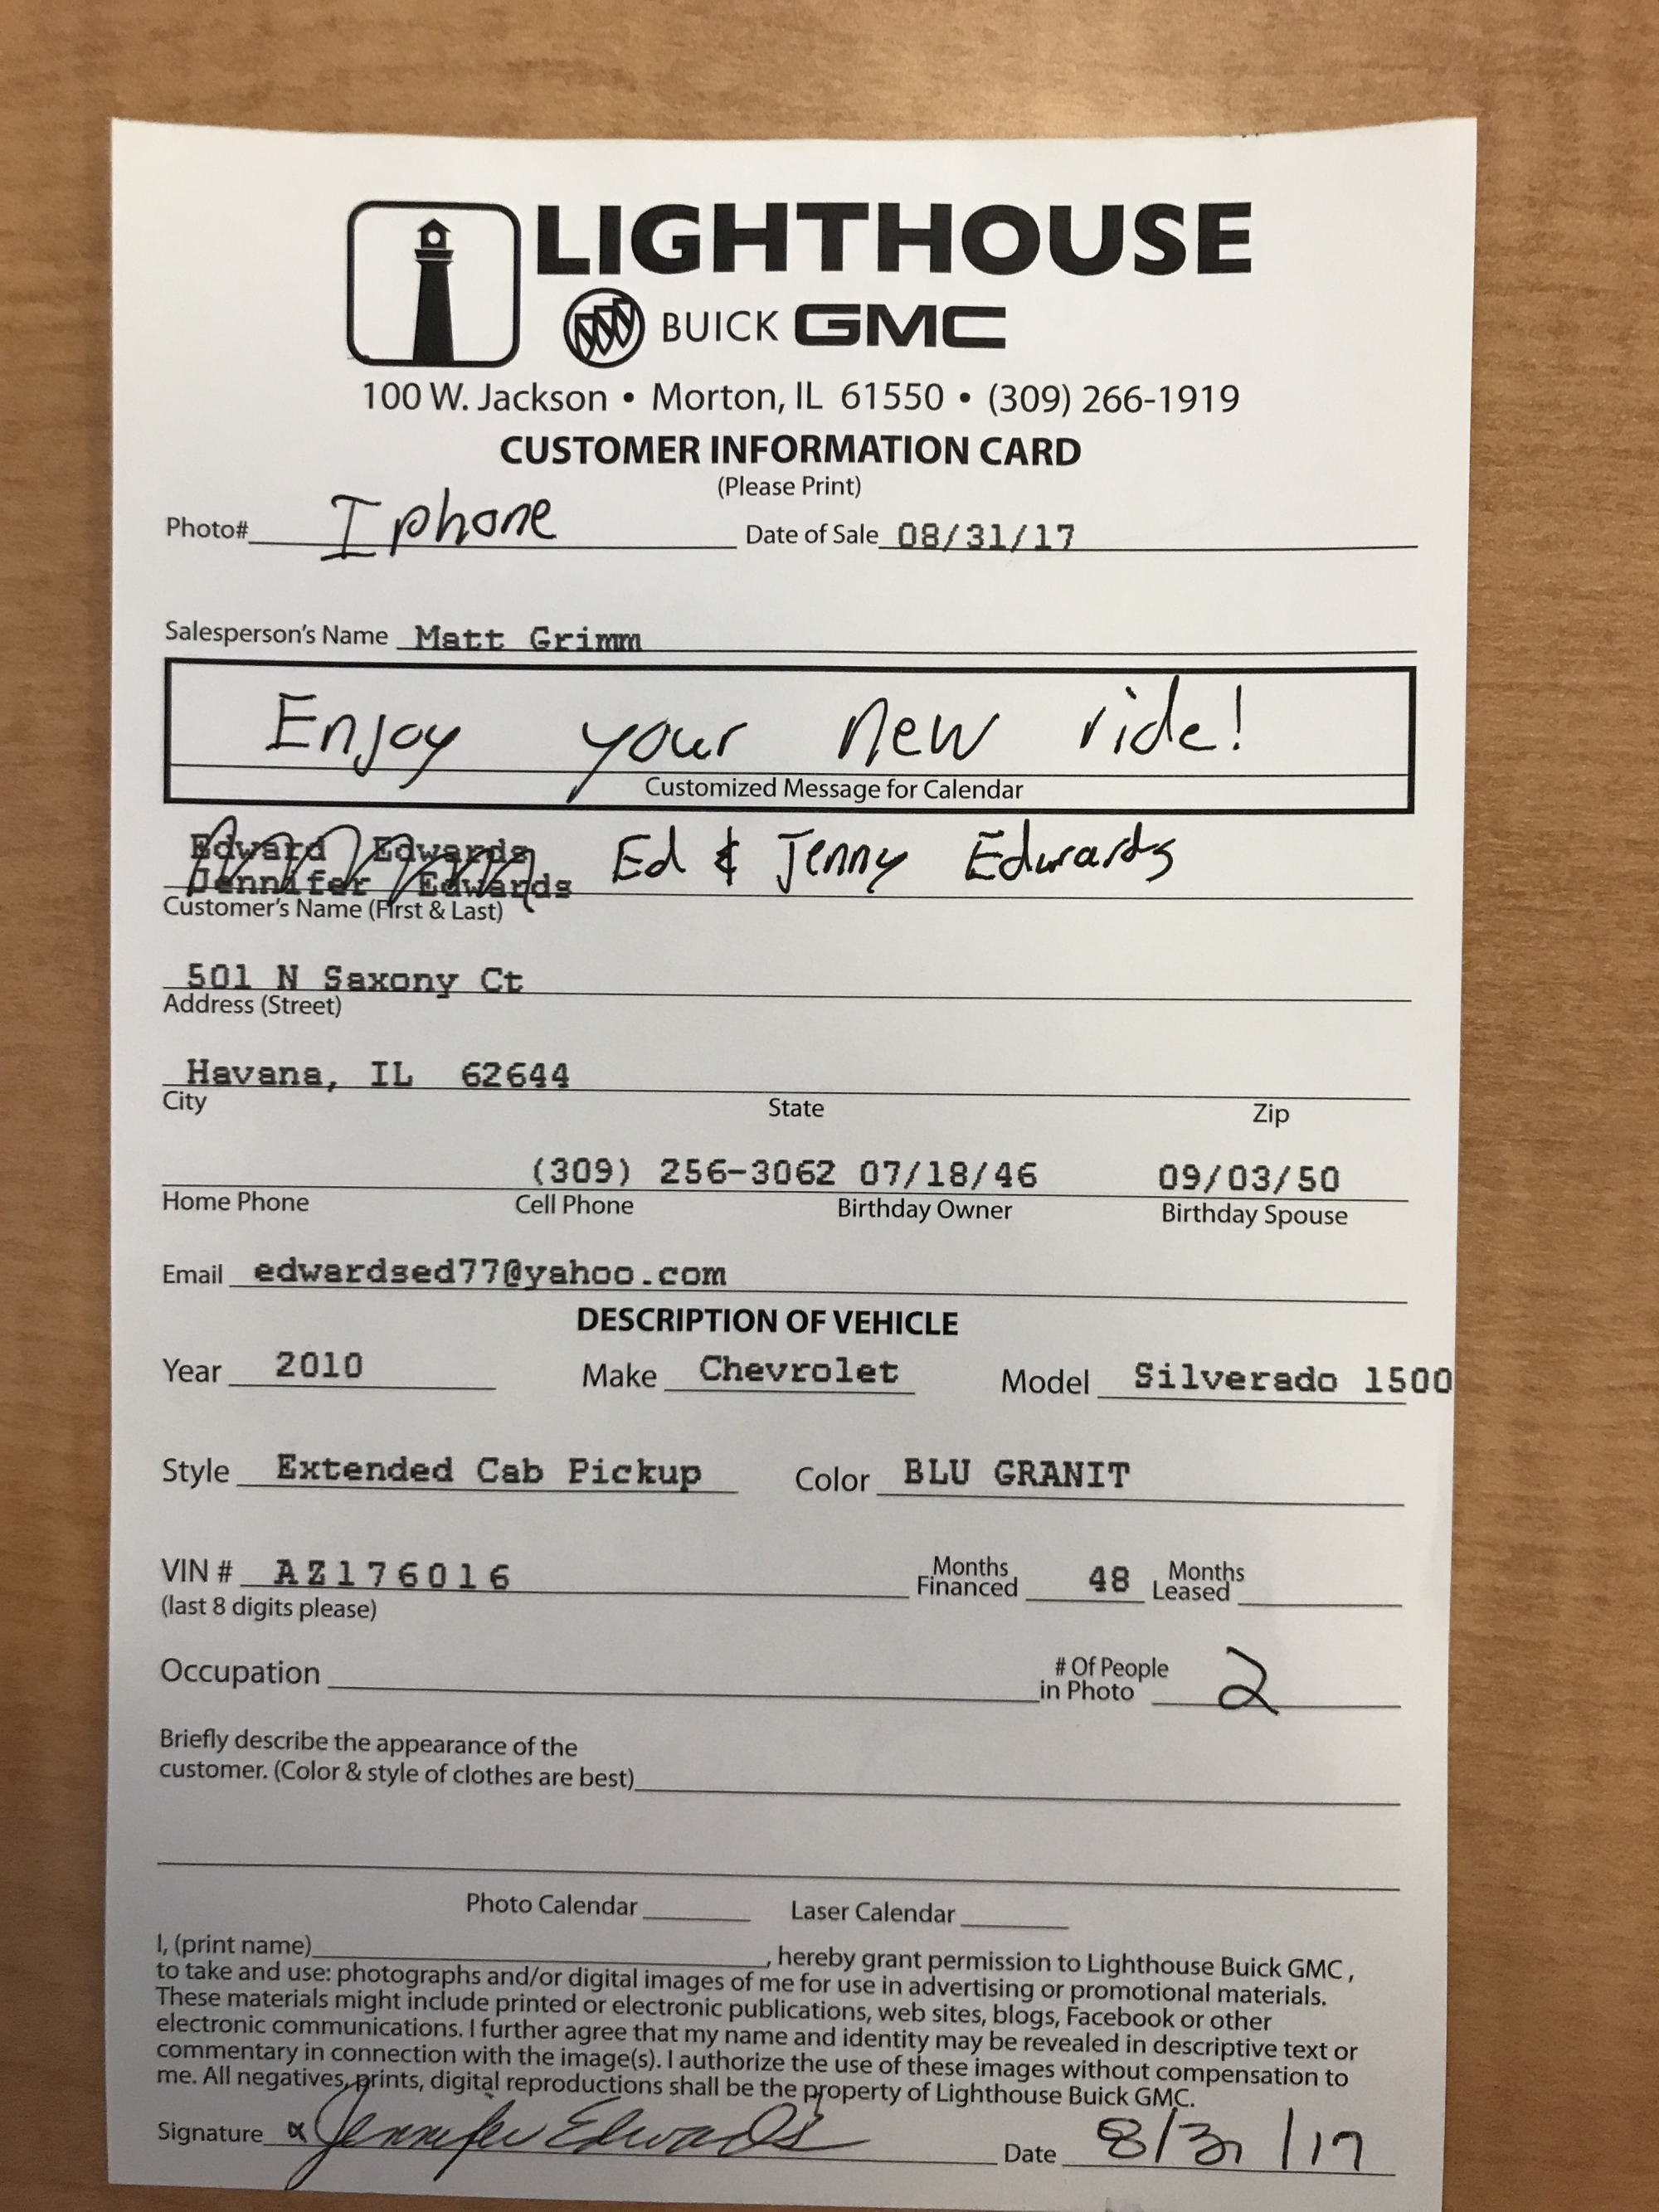 LIGHTHOUSE
BUICK GMC
100 W. Jackson • Morton, IL 61550 • (309) 266-1919
CUSTOMER INFORMATION CARD
(Please Print)
Photo# I phone Date of Sale 08/31/17
Salesperson's Name Matt Grimm
Enjoy your new ride!
Customized Message for Calendar
Edward Edwards Ed & Jenny Edwards
Jennifer Edwards
Customer's Name (First & Last)
501 N Saxony Ct
Address (Street)
Havana, IL 62644
City State Zip
(309) 256-3062 07/18/46 09/03/50
Home Phone Cell Phone Birthday Owner Birthday Spouse
Email edwardsed77@yahoo.com
DESCRIPTION OF VEHICLE
Year 2010 Make Chevrolet Model Silverado 1500
Style Extended Cab Pickup Color BLU GRANIT
VIN # AZ176016 Months Financed 48 Months Leased
(last 8 digits please)
Occupation # Of People in Photo 2
Briefly describe the appearance of the
customer. (Color & style of clothes are best)
Photo Calendar Laser Calendar
I, (print name) , hereby grant permission to Lighthouse Buick GMC ,
to take and use: photographs and/or digital images of me for use in advertising or promotional materials.
These materials might include printed or electronic publications, web sites, blogs, Facebook or other
electronic communications. I further agree that my name and identity may be revealed in descriptive text or
commentary in connection with the image(s). I authorize the use of these images without compensation to
me. All negatives, prints, digital reproductions shall be the property of Lighthouse Buick GMC.
Signature Jennifer Edwards Date 8/31/17